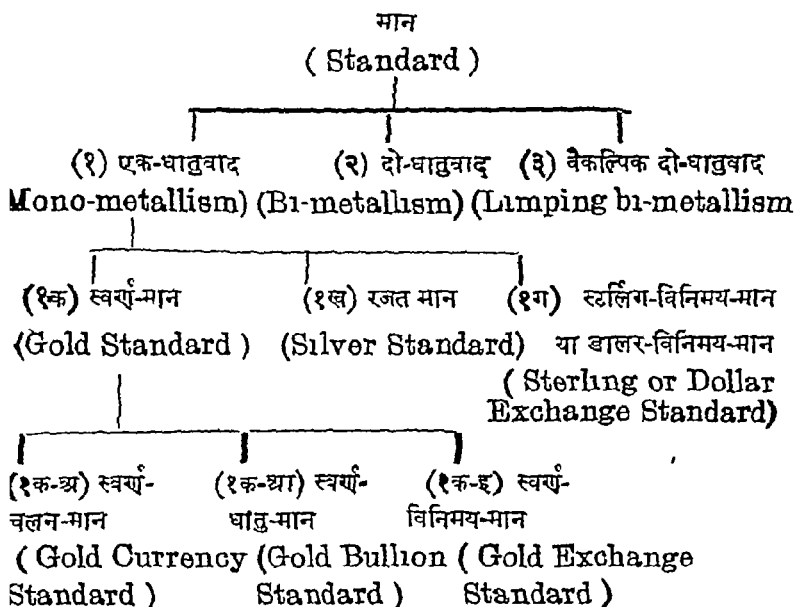 मान
( Standard )
(१) एक-धातुवाद (२) दो-धातुवाद (३) वैकल्पिक दो-धातुवाद
Mono-metallism) (Bi-metallism) (Limping bi-metallism
(१क) स्वर्ण-मान (१ख) रजत मान (१ग) स्टर्लिंग-विनिमय-मान
(Gold Standard ) (Silver Standard) या डालर-विनिमय-मान
( Sterling or Dollar
Exchange Standard)
(१क-अ) स्वर्ण- (१क-आ) स्वर्ण- (१क-इ) स्वर्ण-
चलन-मान धातु-मान विनिमय-मान
( Gold Currency (Gold Bullion ( Gold Exchange
Standard ) Standard ) Standard )